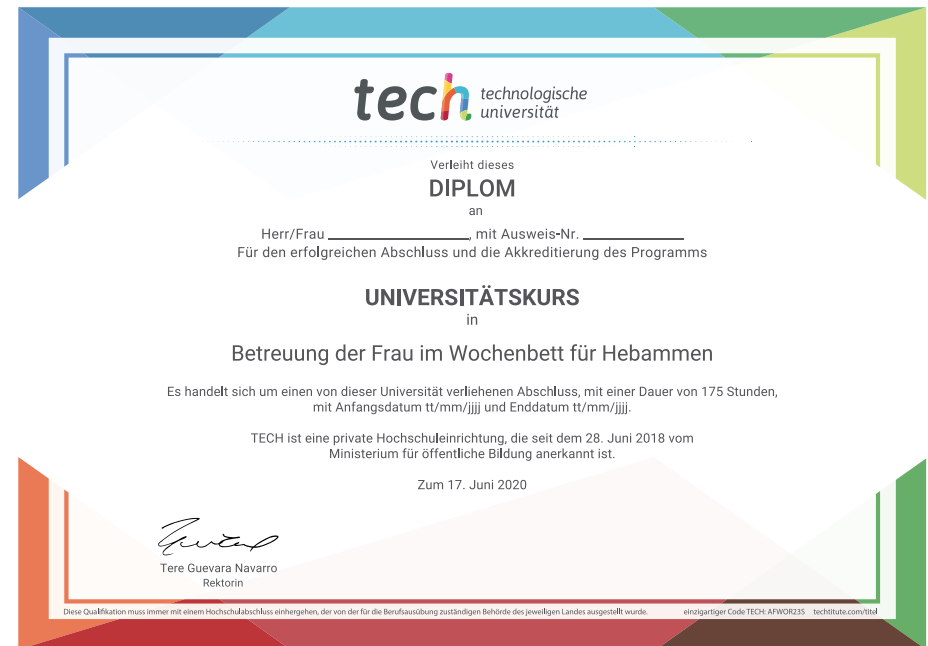 tech technologische
universität
Verleiht dieses
DIPLOM
an
Herr/Frau ____________________, mit Ausweis-Nr. ______________
Für den erfolgreichen Abschluss und die Akkreditierung des Programms
UNIVERSITÄTSKURS
in
Betreuung der Frau im Wochenbett für Hebammen
Es handelt sich um einen von dieser Universität verliehenen Abschluss, mit einer Dauer von 175 Stunden,
mit Anfangsdatum tt/mm/jjjj und Enddatum tt/mm/jjjj.
TECH ist eine private Hochschuleinrichtung, die seit dem 28. Juni 2018 vom
Ministerium für öffentliche Bildung anerkannt ist.
Zum 17. Juni 2020
Tere Guevara Navarro
Rektorin
Diese Qualifikation muss immer mit einem Hochschulabschluss einhergehen, der von der für die Berufsausübung zuständigen Behörde des jeweiligen Landes ausgestellt wurde. einzigartiger Code TECH: AFWOR235 techtitute.com/titel